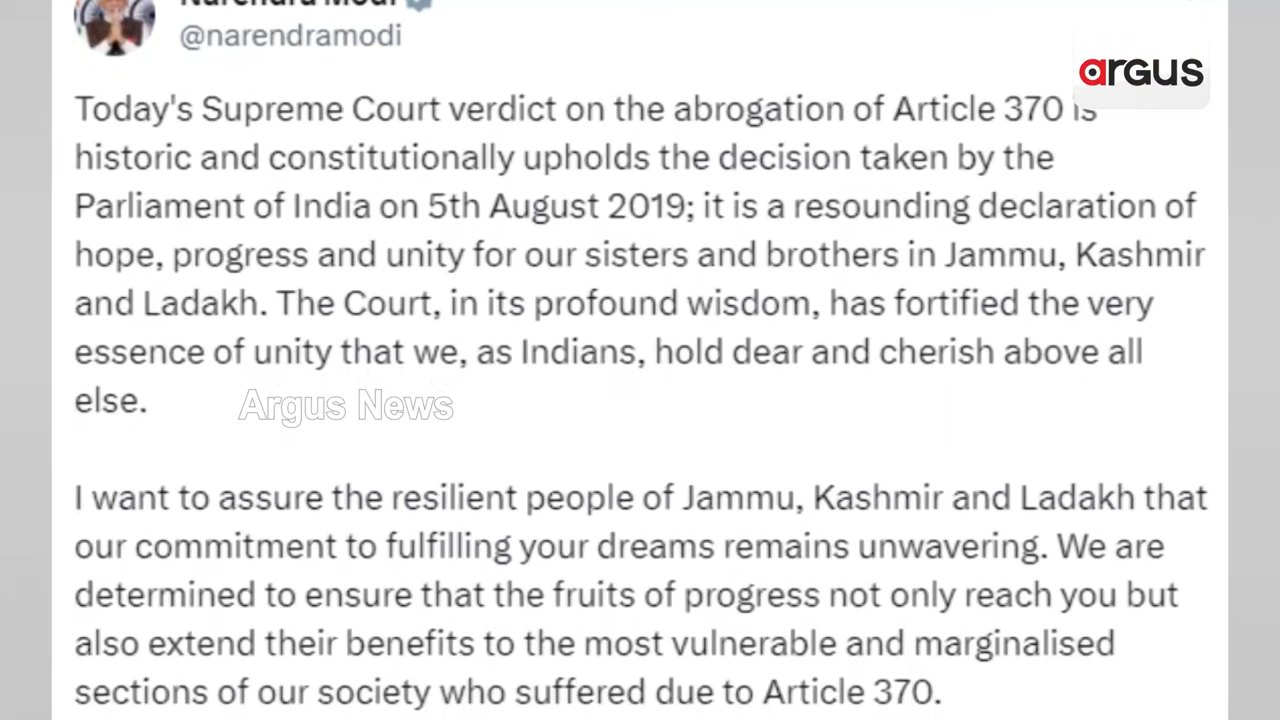 Narendra Modi
@narendramodi
argus
Today's Supreme Court verdict on the abrogation of Article 370 is
historic and constitutionally upholds the decision taken by the
Parliament of India on 5th August 2019; it is a resounding declaration of
hope, progress and unity for our sisters and brothers in Jammu, Kashmir
and Ladakh. The Court, in its profound wisdom, has fortified the very
essence of unity that we, as Indians, hold dear and cherish above all
else.
Argus News
I want to assure the resilient people of Jammu, Kashmir and Ladakh that
our commitment to fulfilling your dreams remains unwavering. We are
determined to ensure that the fruits of progress not only reach you but
also extend their benefits to the most vulnerable and marginalised
sections of our society who suffered due to Article 370.